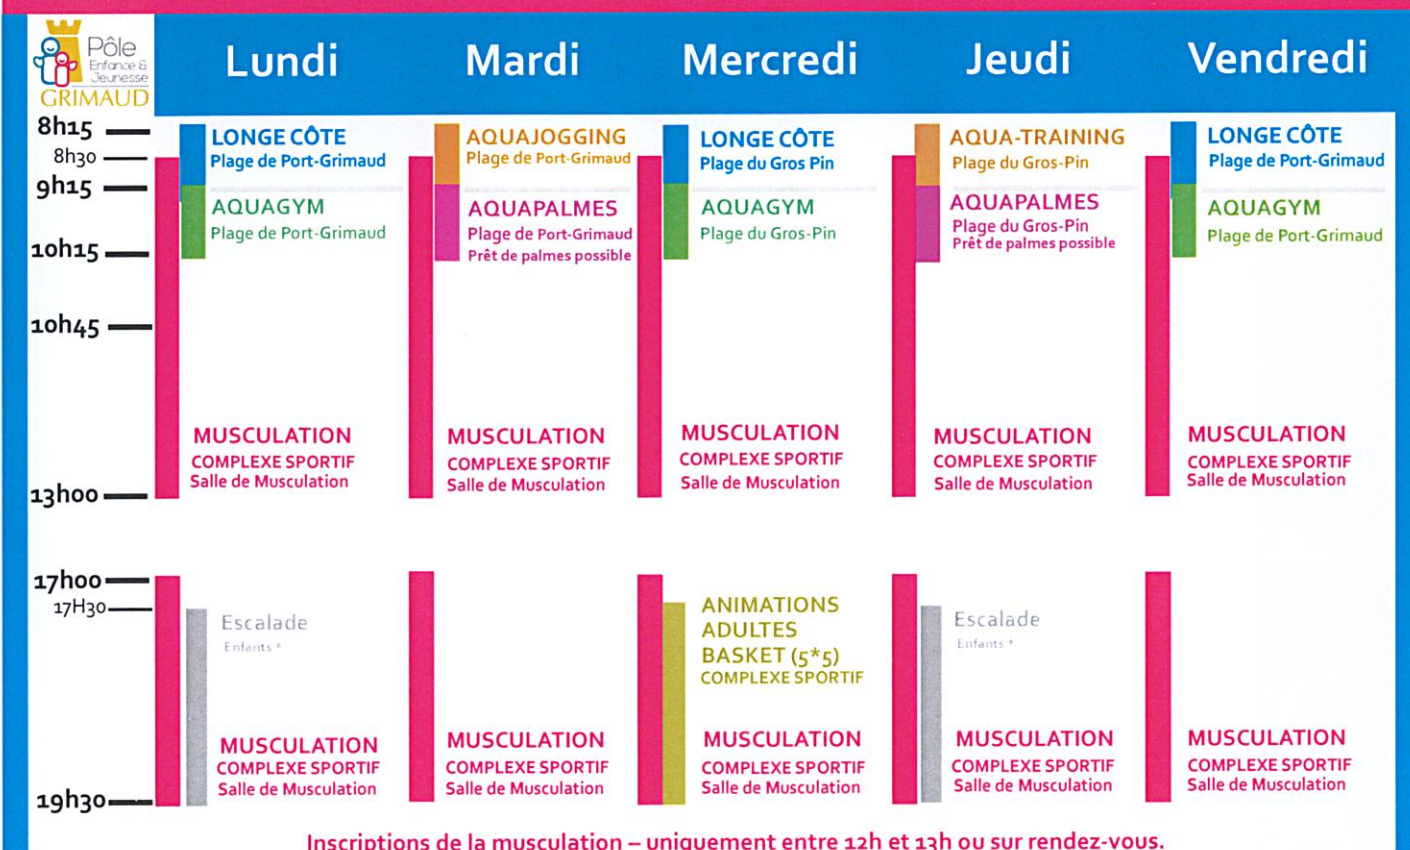 Pôle
Enfance &
Jeunesse
GRIMAUD
Lundi
Mardi
Mercredi
Jeudi
Vendredi
8h15
8h30
9h15
10h15
10h45
13h00
17h00
17H30
19h30
LONGE CÔTE
Plage de Port-Grimaud
AQUAGYM
Plage de Port-Grimaud
MUSCULATION
COMPLEXE SPORTIF
Salle de Musculation
Escalade
Enfants *
MUSCULATION
COMPLEXE SPORTIF
Salle de Musculation
AQUAJOGGING
Plage de Port-Grimaud
AQUAPALMES
Plage de Port-Grimaud
Prêt de palmes possible
MUSCULATION
COMPLEXE SPORTIF
Salle de Musculation
MUSCULATION
COMPLEXE SPORTIF
Salle de Musculation
LONGE CÔTE
Plage du Gros Pin
AQUAGYM
Plage du Gros-Pin
MUSCULATION
COMPLEXE SPORTIF
Salle de Musculation
ANIMATIONS
ADULTES
BASKET (5*5)
COMPLEXE SPORTIF
MUSCULATION
COMPLEXE SPORTIF
Salle de Musculation
AQUA-TRAINING
Plage du Gros-Pin
AQUAPALMES
Plage du Gros-Pin
Prêt de palmes possible
MUSCULATION
COMPLEXE SPORTIF
Salle de Musculation
Escalade
Enfants *
MUSCULATION
COMPLEXE SPORTIF
Salle de Musculation
LONGE CÔTE
Plage de Port-Grimaud
AQUAGYM
Plage de Port-Grimaud
MUSCULATION
COMPLEXE SPORTIF
Salle de Musculation
MUSCULATION
COMPLEXE SPORTIF
Salle de Musculation
Inscriptions de la musculation – uniquement entre 12h et 13h ou sur rendez-vous.